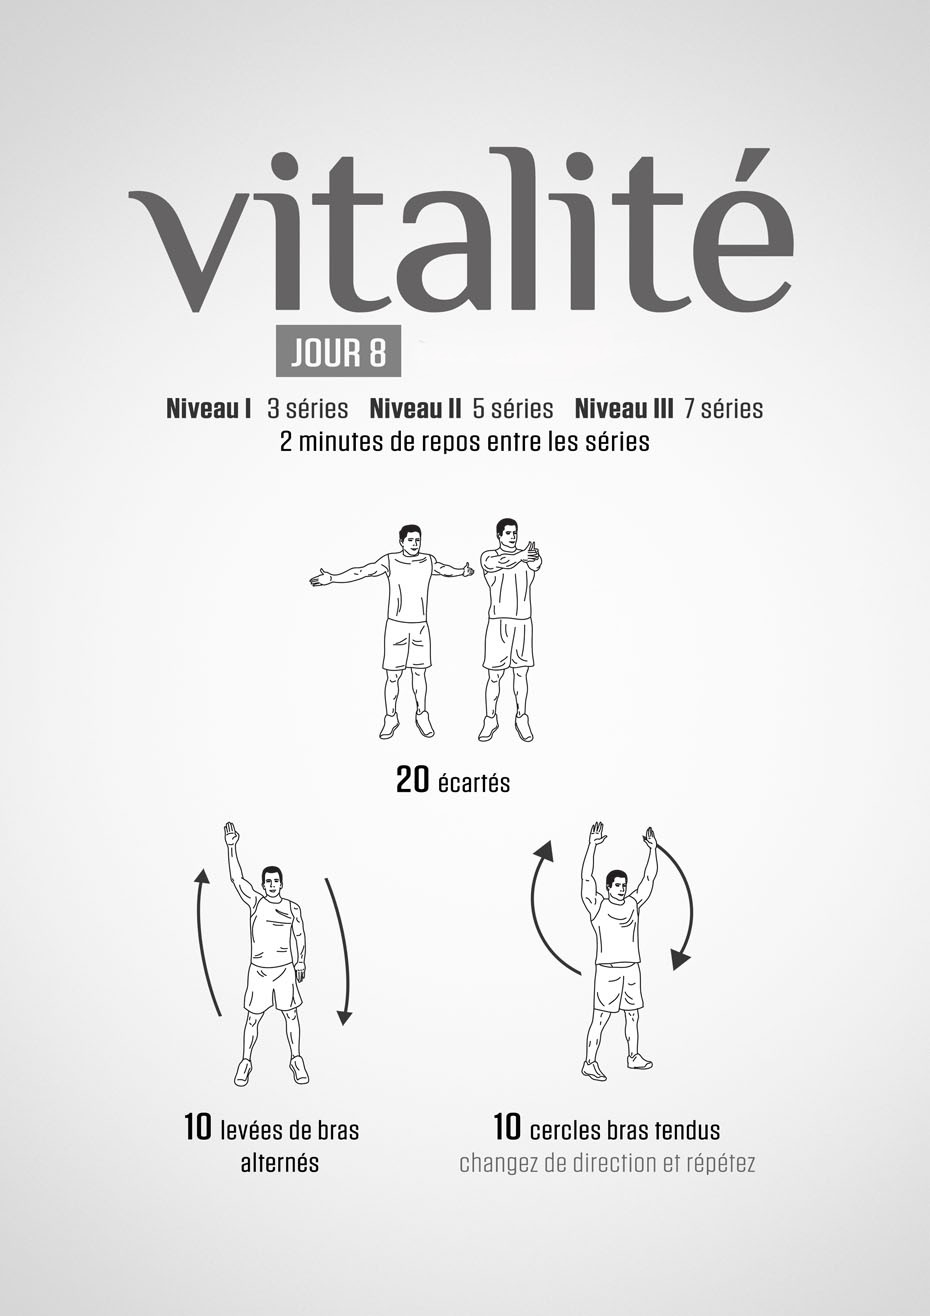 vitalité
JOUR 8
Niveau I 3 séries Niveau II 5 séries Niveau III 7 séries
2 minutes de repos entre les séries
20 écartés
10 levées de bras
alternés
10 cercles bras tendus
changez de direction et répétez